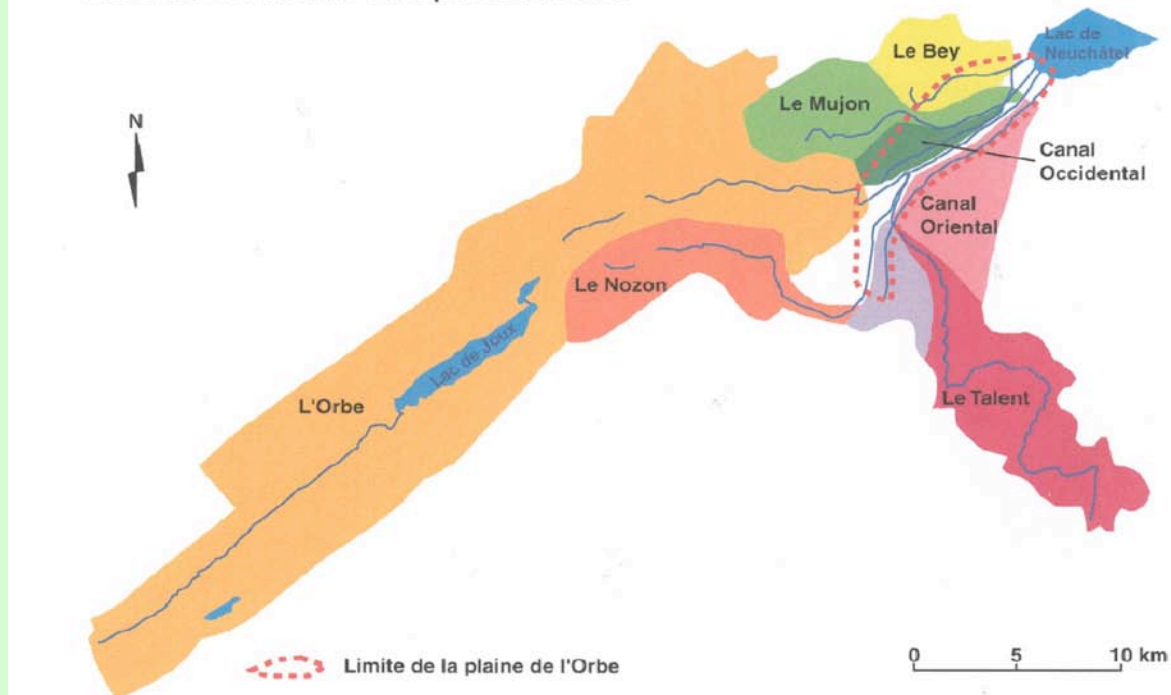 Lac de
Neuchâtel
Le Bey
Le Mujon
N
Canal
Occidental
Canal
Oriental
Le Nozon
Lac de Joux
L'Orbe
Le Talent
Limite de la plaine de l'Orbe
0 5 10 km